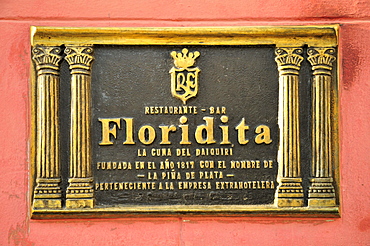 RF
RESTAURANTE - BAR
Floridita
LA CUNA DEL DAIQUIRI
FUNDADA EN EL AÑO 1817 CON EL NOMBRE DE
- LA PIÑA DE PLATA -
PERTENECIENTE A LA EMPRESA EXTRAHOTELERA